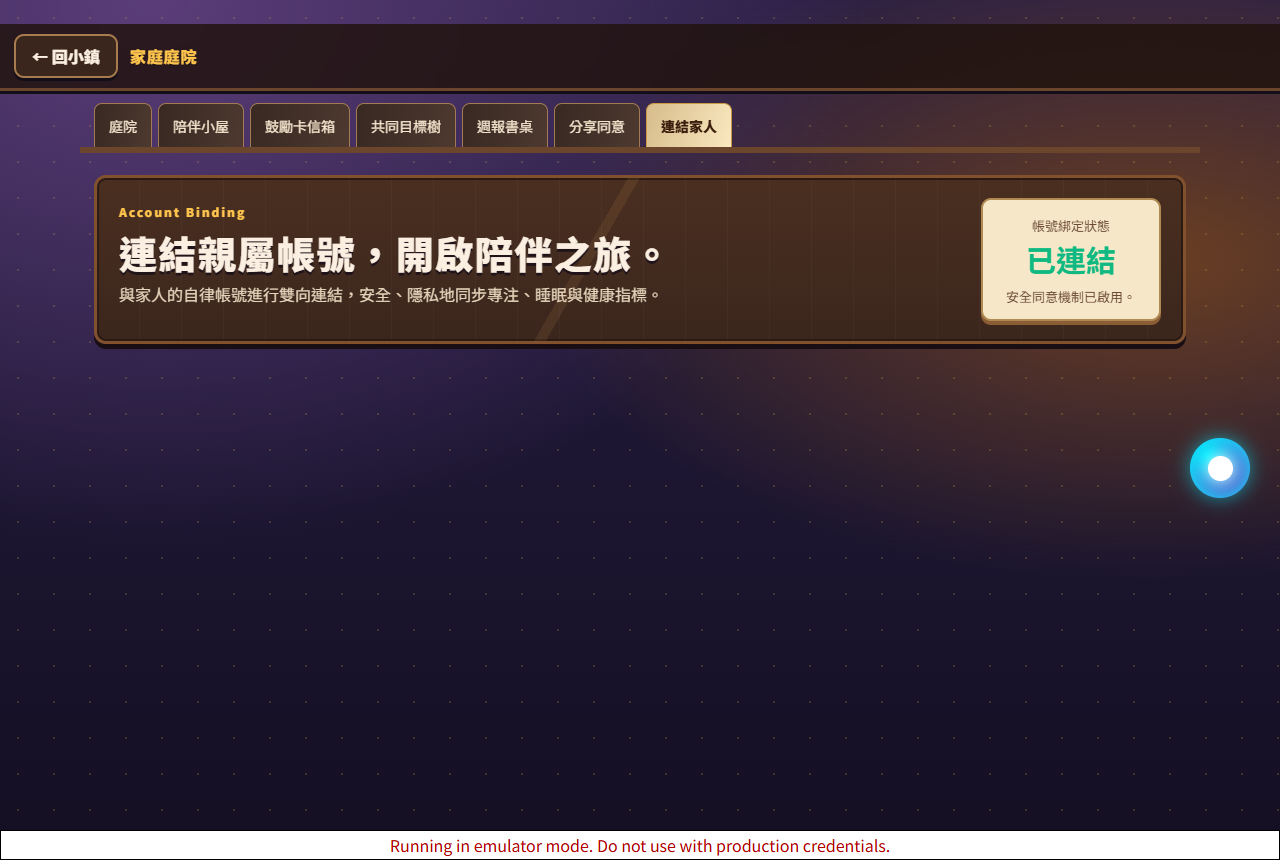 ← 回小鎮
家庭庭院
庭院
陪伴小屋
鼓勵卡信箱
共同目標樹
週報書桌
分享同意
連結家人
Account Binding
連結親屬帳號，開啟陪伴之旅。
與家人的自律帳號進行雙向連結，安全、隱私地同步專注、睡眠與健康指標。
帳號綁定狀態
已連結
安全同意機制已啟用。
Running in emulator mode. Do not use with production credentials.